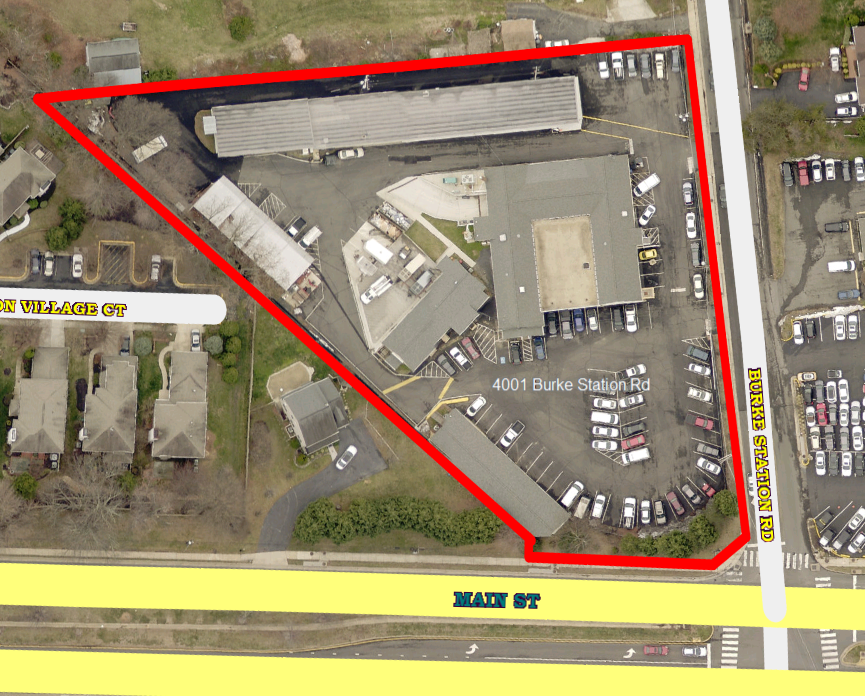 ON VILLAGE CT
4001 Burke Station Rd
BURKE STATION RD
MAIN ST